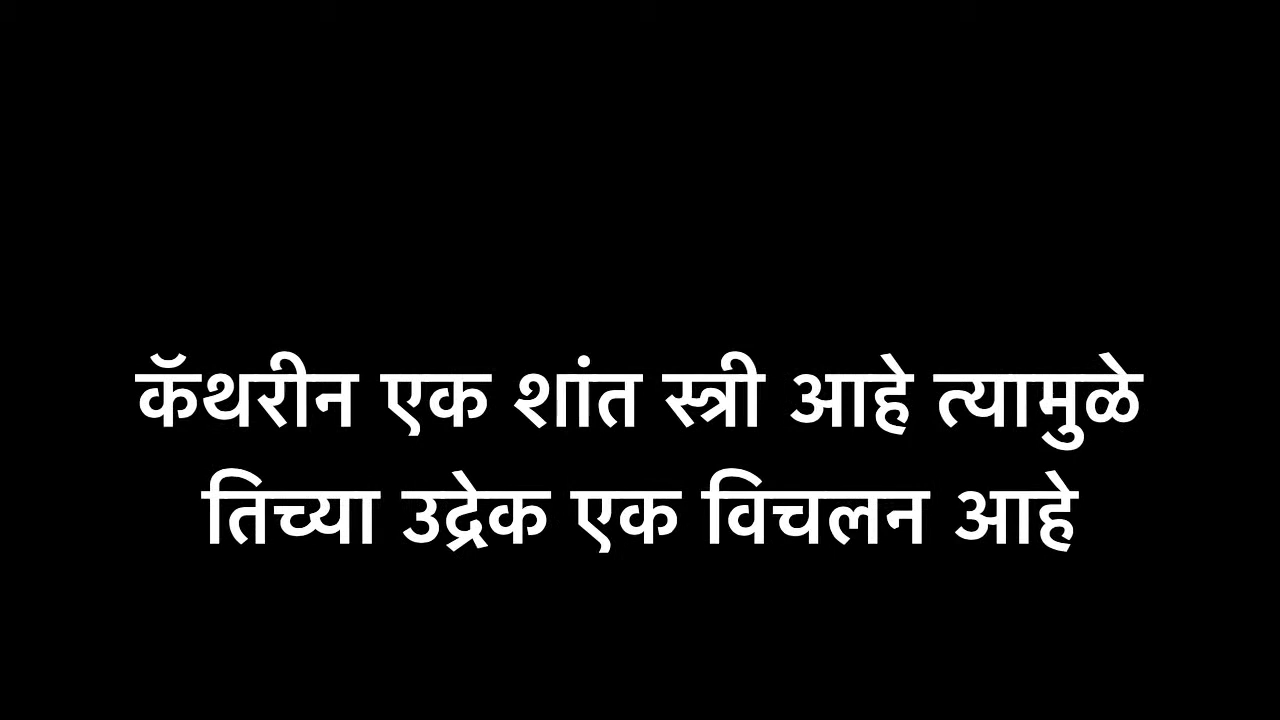 कॅथरीन एक शांत स्त्री आहे त्यामुळे
तिच्या उद्रेक एक विचलन आहे